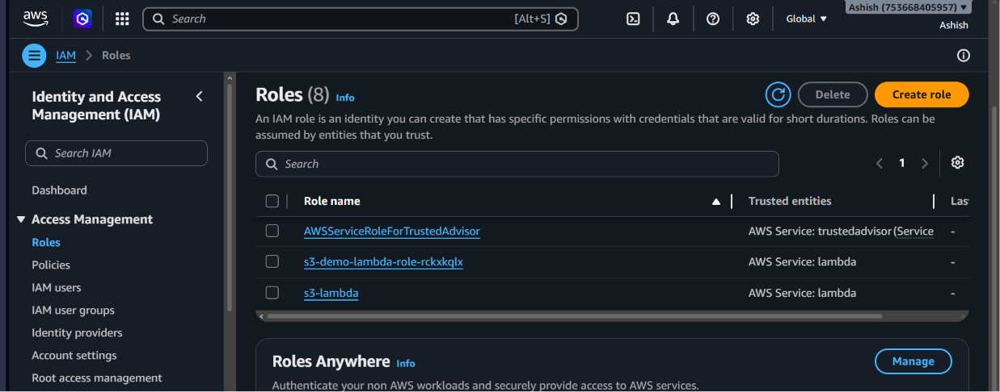 aws
Search [Alt+S]
Global ▼
Ashish (753668405957) ▼
Ashish
IAM > Roles
Identity and Access
Management (IAM)
Search IAM
Dashboard
Access Management
Roles
Policies
IAM users
IAM user groups
Identity providers
Account settings
Root access management
Roles (8) Info
Delete
Create role
An IAM role is an identity you can create that has specific permissions with credentials that are valid for short durations. Roles can be
assumed by entities that you trust.
Search
1
Role name Trusted entities Las
AWSServiceRoleForTrustedAdvisor AWS Service: trustedadvisor (Service -
s3-demo-lambda-role-rckxkqlx AWS Service: lambda -
s3-lambda AWS Service: lambda -
Roles Anywhere Info
Manage
Authenticate your non AWS workloads and securely provide access to AWS services.